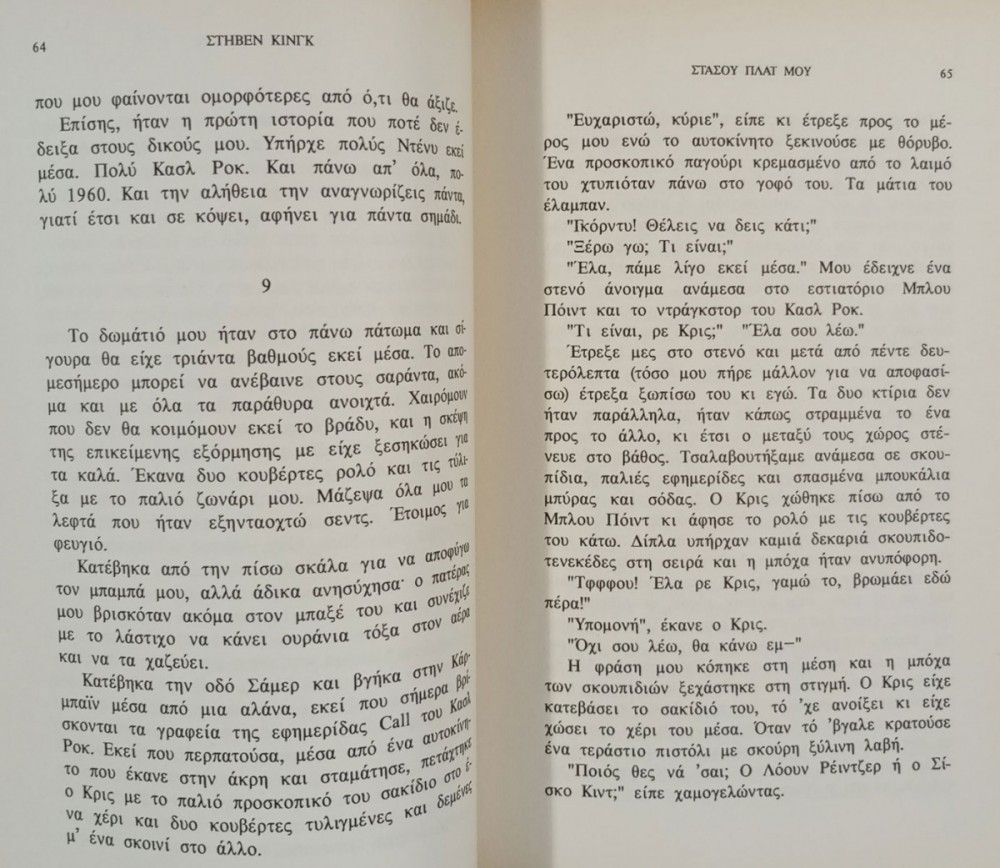 64
ΣΤΗΒΕΝ ΚΙΝΓΚ
που μου φαίνονται ομορφότερες από ό,τι θα άξιζε.
Επίσης, ήταν η πρώτη ιστορία που ποτέ δεν έ-
δειξα στους δικούς μου. Υπήρχε πολύς Ντένυ εκεί
μέσα. Πολύ Κασλ Ροκ. Και πάνω απ' όλα, πο-
λύ 1960. Και την αλήθεια την αναγνωρίζεις πάντα,
γιατί έτσι και σε κόψει, αφήνει για πάντα σημάδι.
9
Το δωμάτιό μου ήταν στο πάνω πάτωμα και σί-
γουρα θα είχε τριάντα βαθμούς εκεί μέσα. Το απο-
μεσήμερο μπορεί να ανέβαινε στους σαράντα, ακό-
μα και με όλα τα παράθυρα ανοιχτά. Χαιρόμουν
που δεν θα κοιμόμουν εκεί το βράδυ, και η σκέψη
της επικείμενης εξόρμησης με είχε ξεσηκώσει για
τα καλά. Έκανα δυο κουβέρτες ρολό και τις τύλι-
ξα με το παλιό ζωνάρι μου. Μάζεψα όλα μου τα
λεφτά που ήταν εξηνταοχτώ σεντς. Έτοιμος για
φευγιό.
Κατέβηκα από την πίσω σκάλα για να αποφύγω
τον μπαμπά μου, αλλά άδικα ανησύχησα· ο πατέρας
μου βρισκόταν ακόμα στον μπαξέ του και συνέχιζε
με το λάστιχο να κάνει ουράνια τόξα στον αέρα
και να τα χαζεύει.
Κατέβηκα την οδό Σάμερ και βγήκα στην Κάρ-
μπαϊν μέσα από μια αλάνα, εκεί που σήμερα βρί-
σκονται τα γραφεία της εφημερίδας Call του Κασλ
Ροκ. Εκεί που περπατούσα, μέσα από ένα αυτοκίνη-
το που έκανε στην άκρη και σταμάτησε, πετάχτηκε
ο Κρις με το παλιό προσκοπικό του σακίδιο στο έ-
να χέρι και δυο κουβέρτες τυλιγμένες και δεμένες
μ' ένα σκοινί στο άλλο.
ΣΤΑΣΟΥ ΠΛΑΪ ΜΟΥ
65
"Ευχαριστώ, κύριε", είπε κι έτρεξε προς το μέ-
ρος μου ενώ το αυτοκίνητο ξεκινούσε με θόρυβο.
Ένα προσκοπικό παγούρι κρεμασμένο από το λαιμό
του χτυπιόταν πάνω στο γοφό του. Τα μάτια του
έλαμπαν.
"Γκόρντυ! Θέλεις να δεις κάτι;"
"Ξέρω γω; Τι είναι;"
"Έλα, πάμε λίγο εκεί μέσα." Μου έδειχνε ένα
στενό άνοιγμα ανάμεσα στο εστιατόριο Μπλου
Πόιντ και το ντράγκστορ του Κασλ Ροκ.
"Τι είναι, ρε Κρις;" "Έλα σου λέω."
Έτρεξε μες στο στενό και μετά από πέντε δευ-
τερόλεπτα (τόσο μου πήρε μάλλον για να αποφασί-
σω) έτρεξα ξωπίσω του κι εγώ. Τα δυο κτίρια δεν
ήταν παράλληλα, ήταν κάπως στραμμένα το ένα
προς το άλλο, κι έτσι ο μεταξύ τους χώρος στέ-
νευε στο βάθος. Τσαλαβουτήξαμε ανάμεσα σε σκου-
πίδια, παλιές εφημερίδες και σπασμένα μπουκάλια
μπύρας και σόδας. Ο Κρις χώθηκε πίσω από το
Μπλου Πόιντ κι άφησε το ρολό με τις κουβέρτες
του κάτω. Δίπλα υπήρχαν καμιά δεκαριά σκουπιδο-
τενεκέδες στη σειρά και η μπόχα ήταν ανυπόφορη.
"Τφφφου! Έλα ρε Κρις, γαμώ το, βρωμάει εδώ
πέρα!"
"Υπομονή", έκανε ο Κρις.
"Όχι σου λέω, θα κάνω εμ—"
Η φράση μου κόπηκε στη μέση και η μπόχα
των σκουπιδιών ξεχάστηκε στη στιγμή. Ο Κρις είχε
κατεβάσει το σακίδιό του, τό 'χε ανοίξει κι είχε
χώσει το χέρι του μέσα. Όταν τό 'βγαλε κρατούσε
ένα τεράστιο πιστόλι με σκούρη ξύλινη λαβή.
"Ποιός θες νά 'σαι; Ο Λόουν Ρέιντζερ ή ο Σί-
σκο Κιντ;" είπε χαμογελώντας.